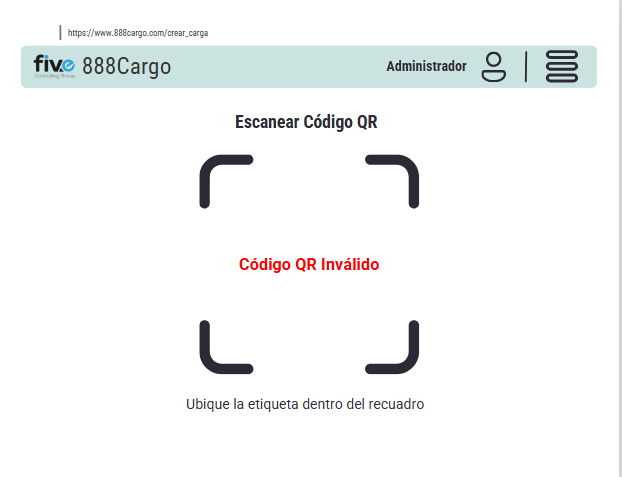 https://www.888cargo.com/crear_carga
five 888Cargo Administrador
Consulting Group
Escanear Código QR
Código QR Inválido
Ubique la etiqueta dentro del recuadro